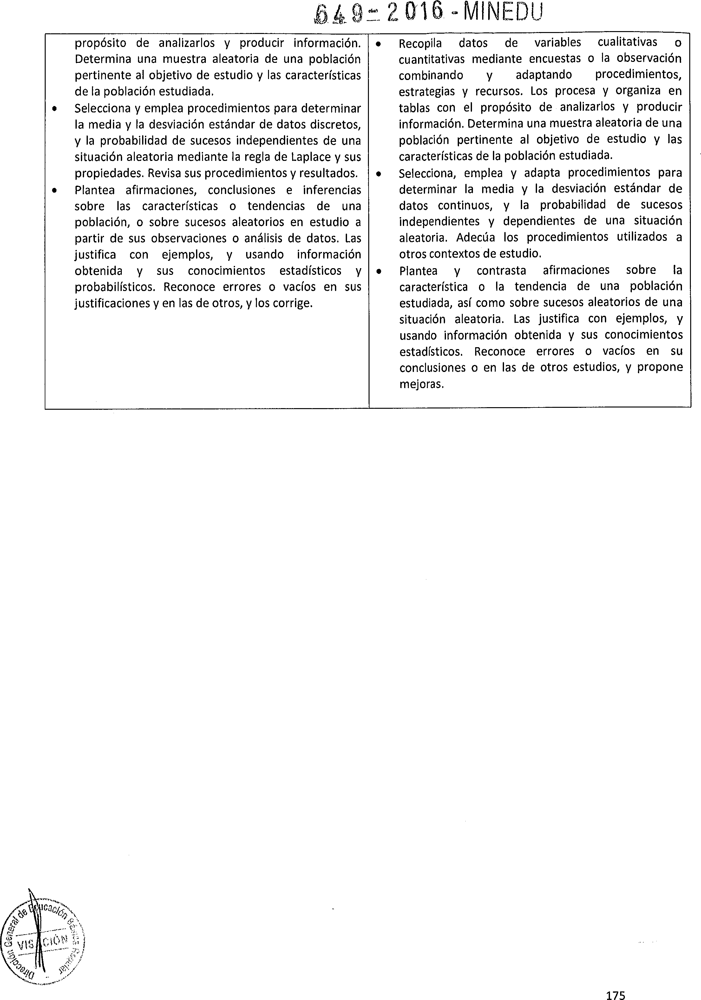 649-2016-MINEDU
propósito de analizarlos y producir información.
Determina una muestra aleatoria de una población
pertinente al objetivo de estudio y las características
de la población estudiada.
• Selecciona y emplea procedimientos para determinar
la media y la desviación estándar de datos discretos,
y la probabilidad de sucesos independientes de una
situación aleatoria mediante la regla de Laplace y sus
propiedades. Revisa sus procedimientos y resultados.
• Plantea afirmaciones, conclusiones e inferencias
sobre las características o tendencias de una
población, o sobre sucesos aleatorios en estudio a
partir de sus observaciones o análisis de datos. Las
justifica con ejemplos, y usando información
obtenida y sus conocimientos estadísticos y
probabilísticos. Reconoce errores o vacíos en sus
justificaciones y en las de otros, y los corrige.
• Recopila datos de variables cualitativas o
cuantitativas mediante encuestas o la observación
combinando y adaptando procedimientos,
estrategias y recursos. Los procesa y organiza en
tablas con el propósito de analizarlos y producir
información. Determina una muestra aleatoria de una
población pertinente al objetivo de estudio y las
características de la población estudiada.
• Selecciona, emplea y adapta procedimientos para
determinar la media y la desviación estándar de
datos continuos, y la probabilidad de sucesos
independientes y dependientes de una situación
aleatoria. Adecúa los procedimientos utilizados a
otros contextos de estudio.
• Plantea y contrasta afirmaciones sobre la
característica o la tendencia de una población
estudiada, así como sobre sucesos aleatorios de una
situación aleatoria. Las justifica con ejemplos, y
usando información obtenida y sus conocimientos
estadísticos. Reconoce errores o vacíos en su
conclusiones o en las de otros estudios, y propone
mejoras.
Dirección General de Educación Básica Regular
VISACIÓN
175